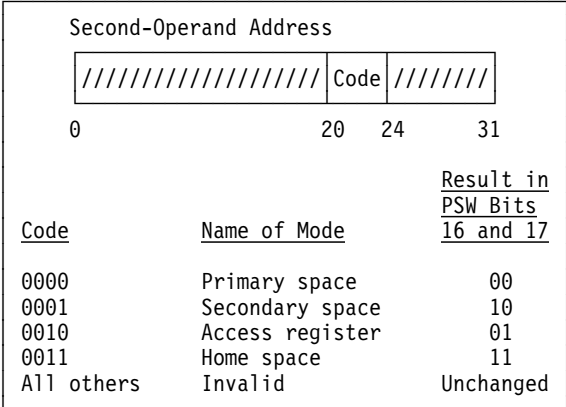 Second-Operand Address
////////////////////Code////////
0 20 24 31
Result in
PSW Bits
Code Name of Mode 16 and 17
0000 Primary space 00
0001 Secondary space 10
0010 Access register 01
0011 Home space 11
All others Invalid Unchanged